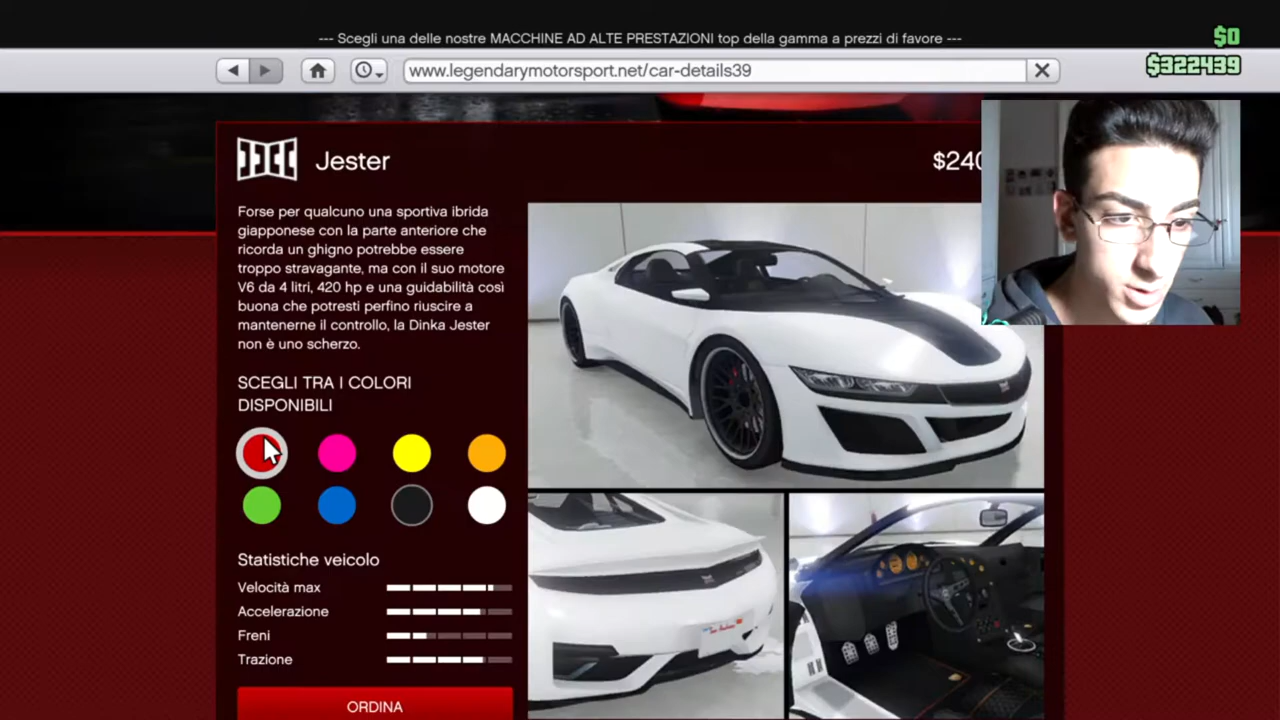 --- Scegli una delle nostre MACCHINE AD ALTE PRESTAZIONI top della gamma a prezzi di favore ---
$0
$322439
www.legendarymotorsport.net/car-details39
Jester
$240
Forse per qualcuno una sportiva ibrida
giapponese con la parte anteriore che
ricorda un ghigno potrebbe essere
troppo stravagante, ma con il suo motore
V6 da 4 litri, 420 hp e una guidabilità così
buona che potresti perfino riuscire a
mantenerne il controllo, la Dinka Jester
non è uno scherzo.
SCEGLI TRA I COLORI
DISPONIBILI
Statistiche veicolo
Velocità max
Accelerazione
Freni
Trazione
ORDINA